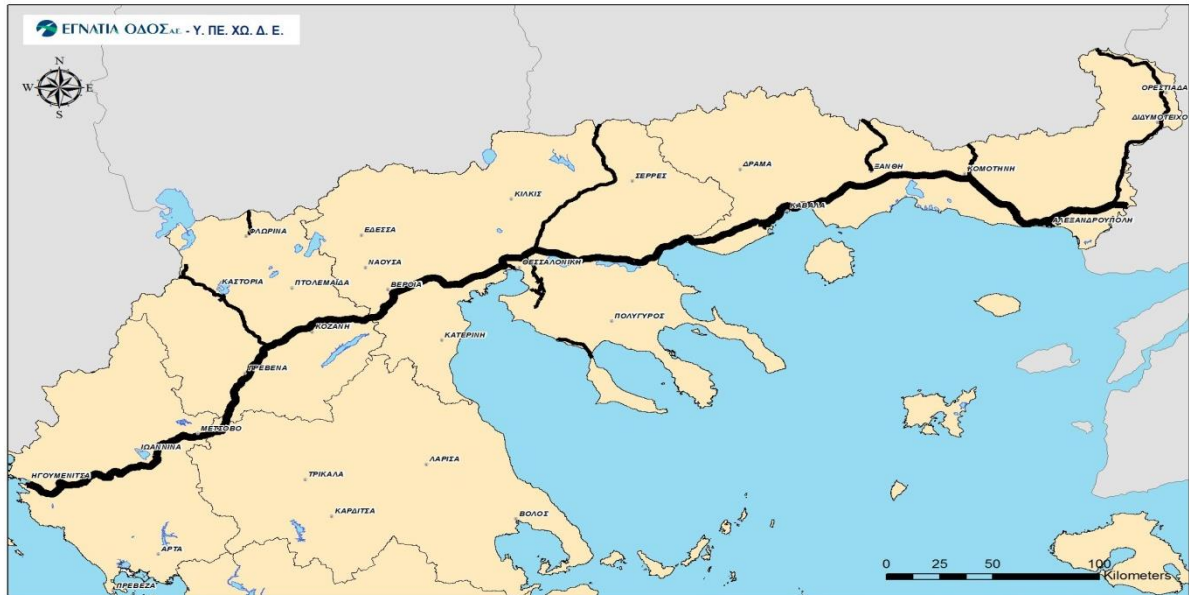 ΕΓΝΑΤΙΑ ΟΔΟΣ Α.Ε. - Υ. ΠΕ. ΧΩ. Δ. Ε.
N
W E
S
ΟΡΕΣΤΙΑΔΑ
ΔΙΔΥΜΟΤΕΙΧΟ
ΞΑΝΘΗ
ΚΟΜΟΤΗΝΗ
ΔΡΑΜΑ
ΣΕΡΡΕΣ
ΚΙΛΚΙΣ
ΚΑΒΑΛΑ
ΑΛΕΞΑΝΔΡΟΥΠΟΛΗ
ΦΛΩΡΙΝΑ
ΕΔΕΣΣΑ
ΝΑΟΥΣΑ
ΘΕΣΣΑΛΟΝΙΚΗ
ΚΑΣΤΟΡΙΑ
ΠΤΟΛΕΜΑΪΔΑ
ΒΕΡΟΙΑ
ΠΟΛΥΓΥΡΟΣ
ΚΟΖΑΝΗ
ΚΑΤΕΡΙΝΗ
ΓΡΕΒΕΝΑ
ΜΕΤΣΟΒΟ
ΙΩΑΝΝΙΝΑ
ΗΓΟΥΜΕΝΙΤΣΑ
ΛΑΡΙΣΑ
ΤΡΙΚΑΛΑ
ΚΑΡΔΙΤΣΑ
ΒΟΛΟΣ
ΑΡΤΑ
ΠΡΕΒΕΖΑ
0 25 50 100
Kilometers